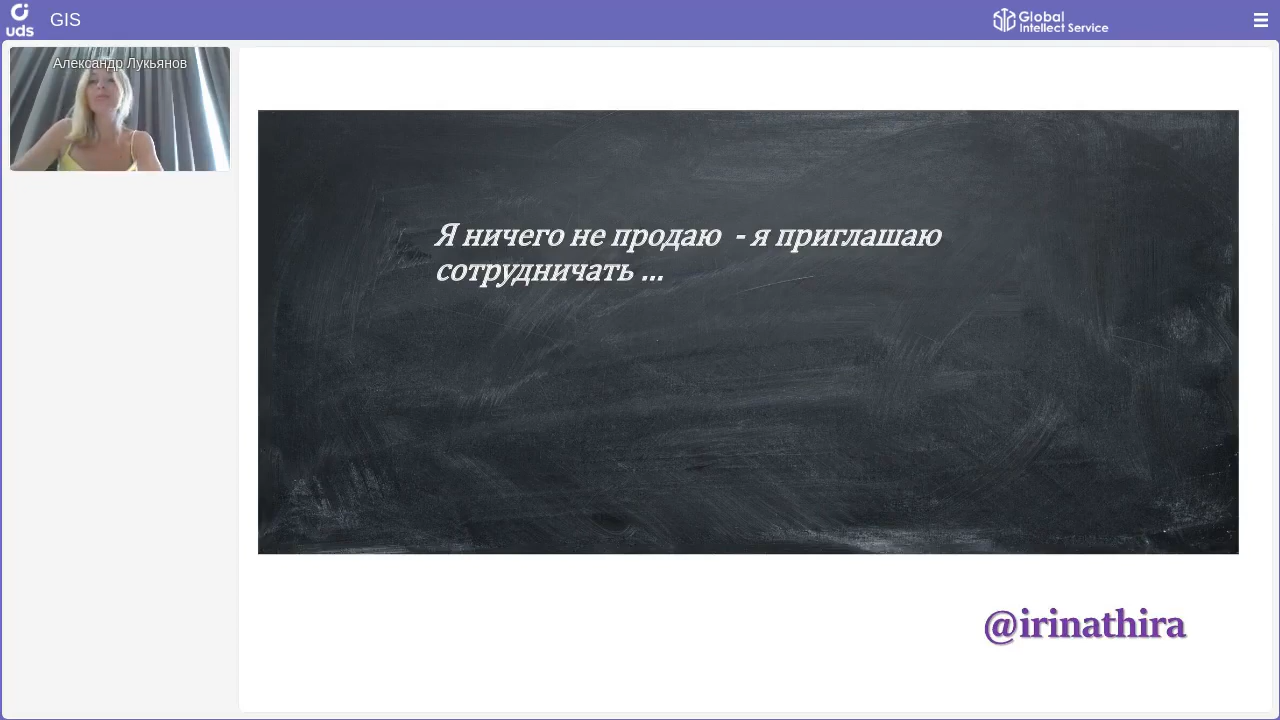 uds
GIS
Global
Intellect Service
Александр Лукьянов
Я ничего не продаю - я приглашаю
сотрудничать ...
@irinathira